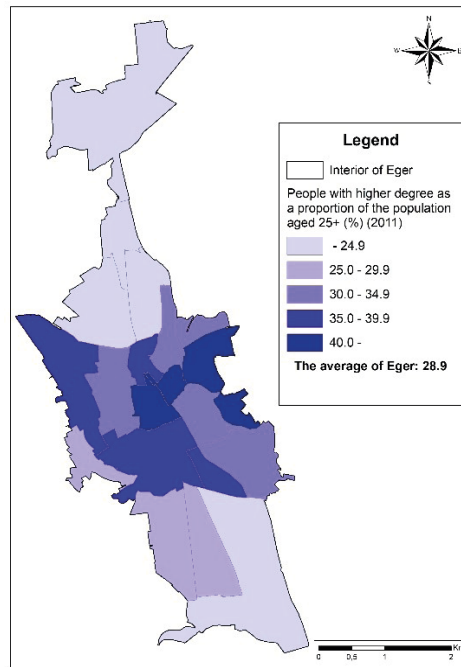 N
W
E
S
Legend
Interior of Eger
People with higher degree as
a proportion of the population
aged 25+ (%) (2011)
- 24.9
25.0 - 29.9
30.0 - 34.9
35.0 - 39.9
40.0 -
The average of Eger: 28.9
Km
0 0,5 1 2